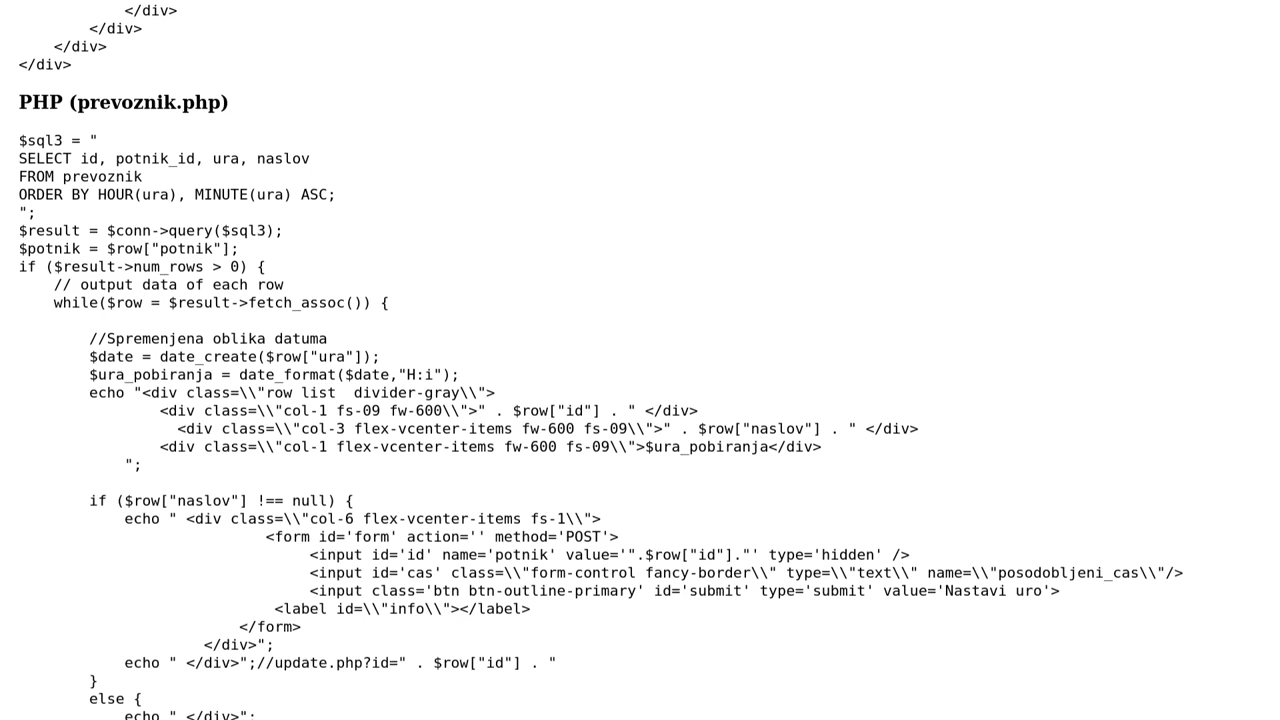 </div>
        </div>
    </div>
</div>
PHP (prevoznik.php)
$sql3 = "
SELECT id, potnik_id, ura, naslov
FROM prevoznik
ORDER BY HOUR(ura), MINUTE(ura) ASC;
";
$result = $conn->query($sql3);
$potnik = $row["potnik"];
if ($result->num_rows > 0) {
    // output data of each row
    while($row = $result->fetch_assoc()) {
        //Spremenjena oblika datuma
        $date = date_create($row["ura"]);
        $ura_pobiranja = date_format($date,"H:i");
        echo "<div class=\\"row list  divider-gray\\">
                <div class=\\"col-1 fs-09 fw-600\\">" . $row["id"] . " </div>
                  <div class=\\"col-3 flex-vcenter-items fw-600 fs-09\\">" . $row["naslov"] . " </div>
                <div class=\\"col-1 flex-vcenter-items fw-600 fs-09\\">$ura_pobiranja</div>
            ";
        if ($row["naslov"] !== null) {
            echo " <div class=\\"col-6 flex-vcenter-items fs-1\\">
                            <form id='form' action='' method='POST'>
                                 <input id='id' name='potnik' value='".$row["id"]."' type='hidden' />
                                 <input id='cas' class=\\"form-control fancy-border\\" type=\\"text\\" name=\\"posodobljeni_cas\\"/>
                                 <input class='btn btn-outline-primary' id='submit' type='submit' value='Nastavi uro'>
                             <label id=\\"info\\"></label>
                         </form>
                     </div>";
            echo " </div>";//update.php?id=" . $row["id"] . "
        }
        else {
            echo " </div>";